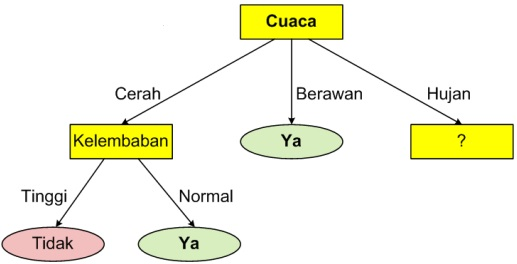 Cuaca
Cerah
Berawan
Hujan
Kelembaban
Ya
?
Tinggi
Normal
Tidak
Ya